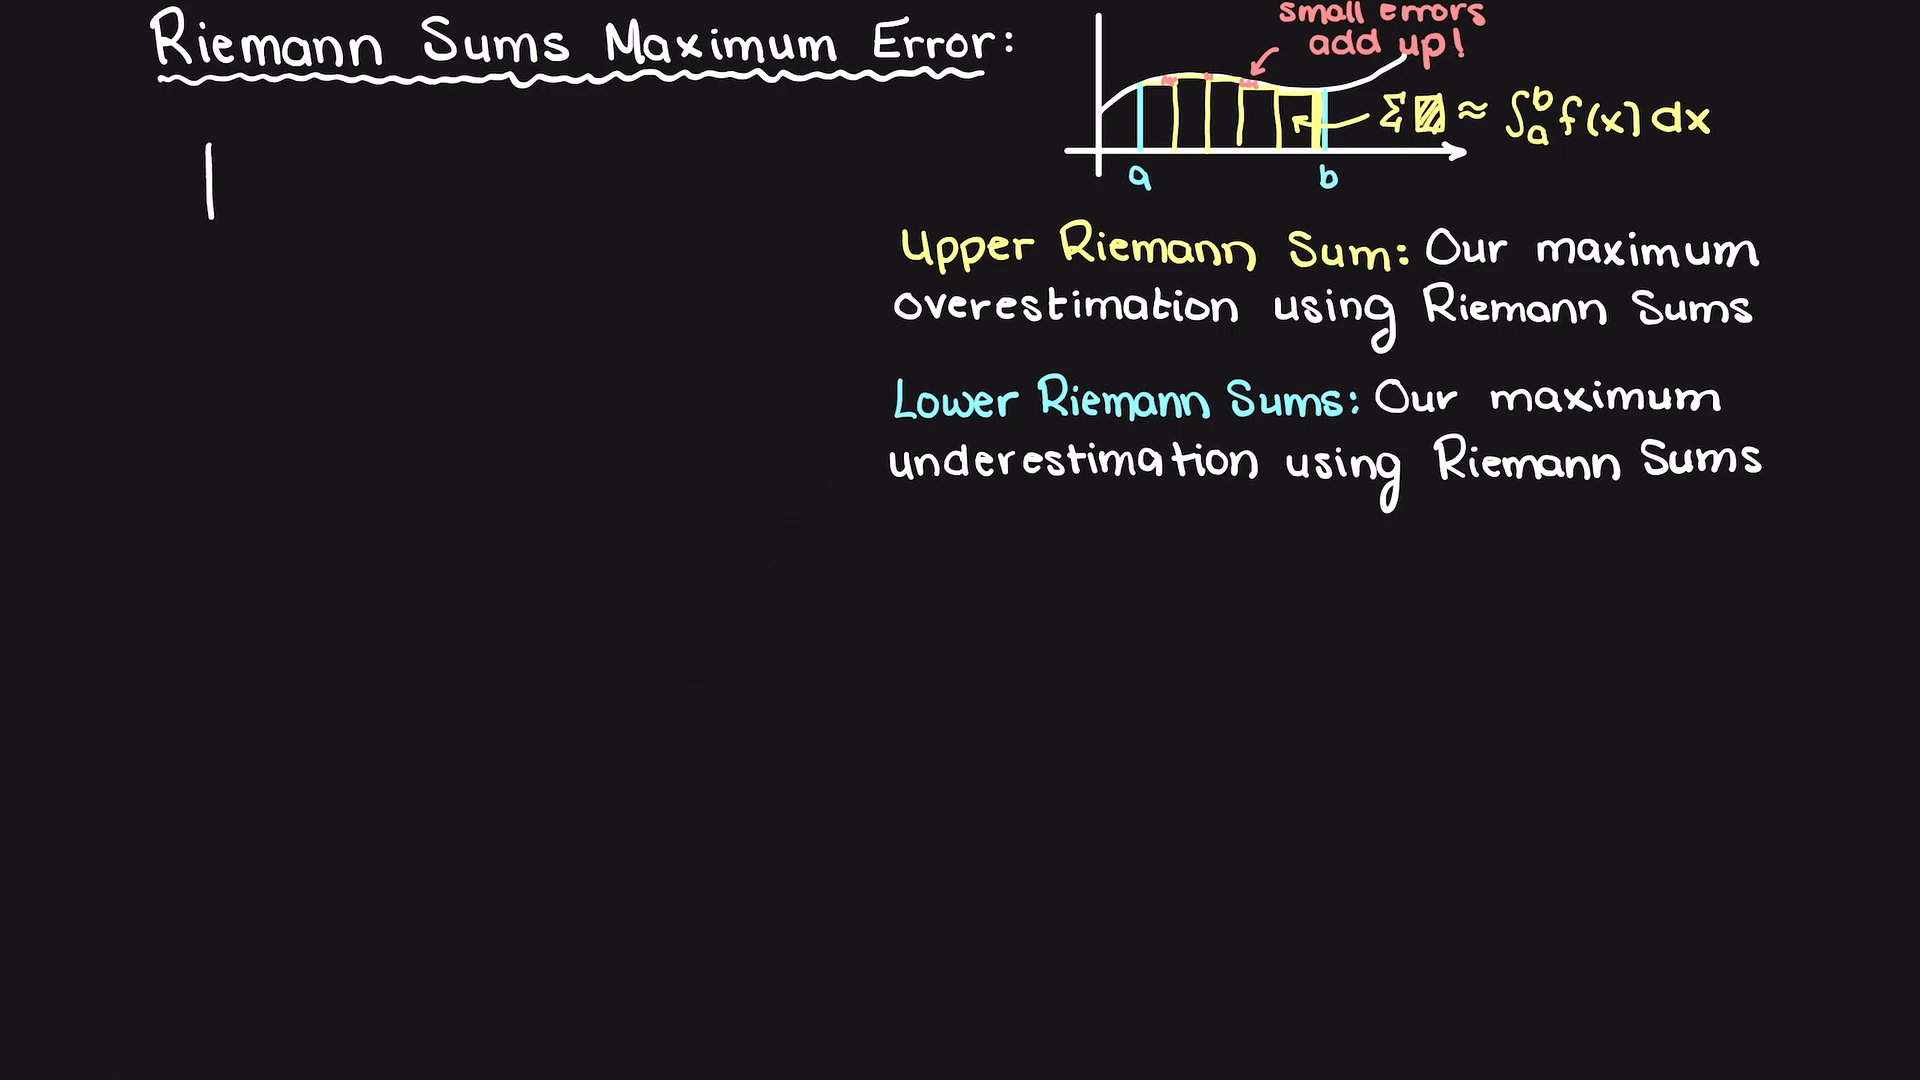 Riemann Sums Maximum Error:
small errors
add up!
Σ▨ ≈ ∫ₐᵇ f(x) dx
a b
Upper Riemann Sum: Our maximum
overestimation using Riemann Sums
Lower Riemann Sums: Our maximum
underestimation using Riemann Sums